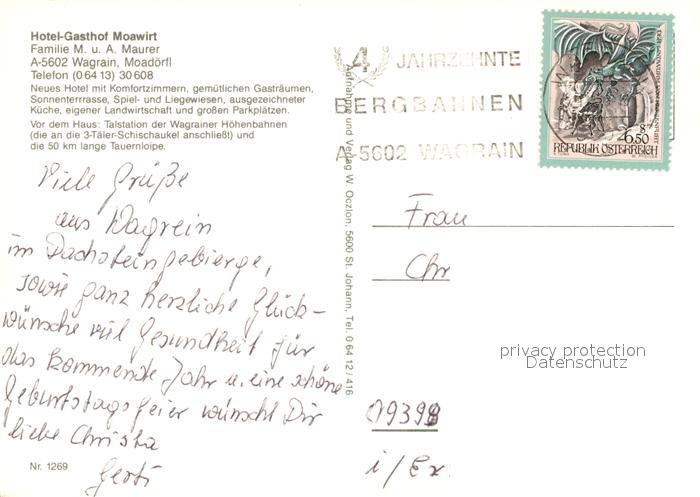 Hotel-Gasthof Moawirt
Familie M. u. A. Maurer
A-5602 Wagrain, Moadörfl
Telefon (0 64 13) 30 6 08
Neues Hotel mit Komfortzimmern, gemütlichen Gasträumen,
Sonnenterrrasse, Spiel- und Liegewiesen, ausgezeichneter
Küche, eigener Landwirtschaft und großen Parkplätzen.
Vor dem Haus: Talstation der Wagrainer Höhenbahnen
(die an die 3-Täler-Schischaukel anschließt) und
die 50 km lange Tauernloipe.
Viele Grüße
aus Wagrein
im Dachsteingebierge,
sowie ganz herzliche Glück-
wünsche viel Gesundheit für
das kommende Jahr u. eine schöne
Geburtstagsfeier wünscht Dir
liebe Christa
Gerti
Nr. 1269
Aufnahme und Verlag W. Oczlon, 5600 St. Johann, Tel. 0 64 12 / 416
4 JAHRZEHNTE
BERGBAHNEN
A-5602 WAGRAIN
S 6.50
REPUBLIK ÖSTERREICH
Frau
Chr
privacy protection
Datenschutz
09398
i/Ex.